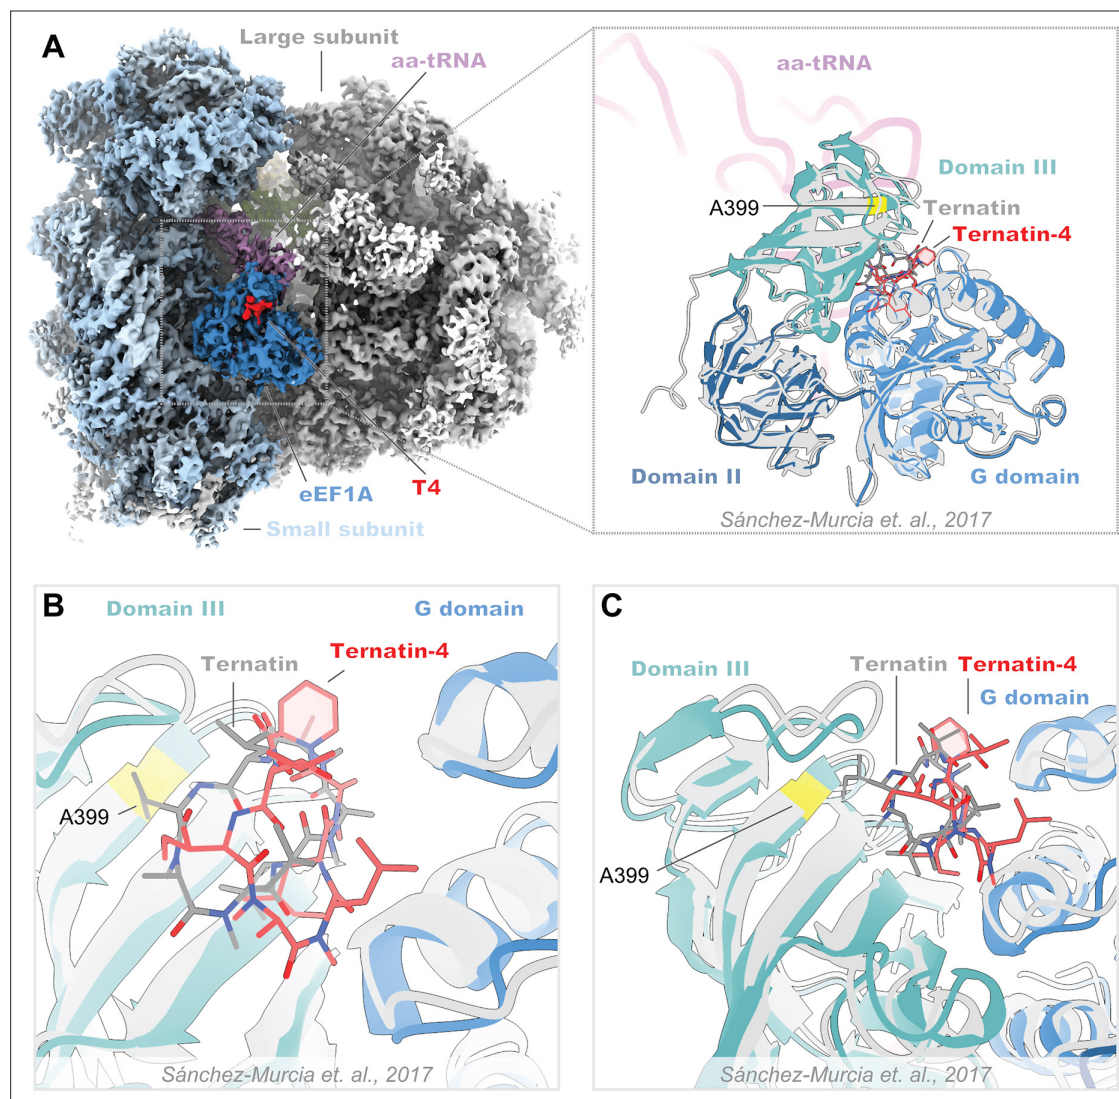 A
Large subunit
aa-tRNA
eEF1A
T4
Small subunit
aa-tRNA
Domain III
A399
Ternatin
Ternatin-4
Domain II
G domain
Sánchez-Murcia et. al., 2017
B
Domain III
G domain
Ternatin-4
Ternatin
A399
Sánchez-Murcia et. al., 2017
C
Domain III
Ternatin
Ternatin-4
G domain
A399
Sánchez-Murcia et. al., 2017